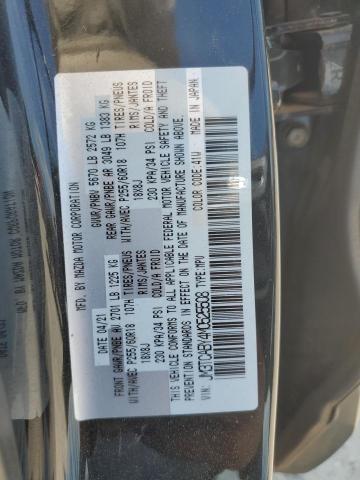 MFD. BY MAZDA MOTOR CORPORATION
04/21 GVWR/PNBV 5670 LB 2572 KG
FRONT GAWR/PNBE AV 2701 LB 1225 KG REAR GAWR/PNBE AR 3049 LB 1383 KG
WITH/AVEC P255/60R18 107H TIRES/PNEUS WITH/AVEC P255/60R18 107H TIRES/PNEUS
18X8J RIMS/JANTES 18X8J RIMS/JANTES
230 KPA/34 PSI COLD/A FROID 230 KPA/34 PSI COLD/A FROID
THIS VEHICLE CONFORMS TO ALL APPLICABLE FEDERAL MOTOR VEHICLE SAFETY AND THEFT
PREVENTION STANDARDS IN EFFECT ON THE DATE OF MANUFACTURE SHOWN ABOVE.
TYPE: MPV
VIN: COLOR CODE: 41W MADE IN JAPAN